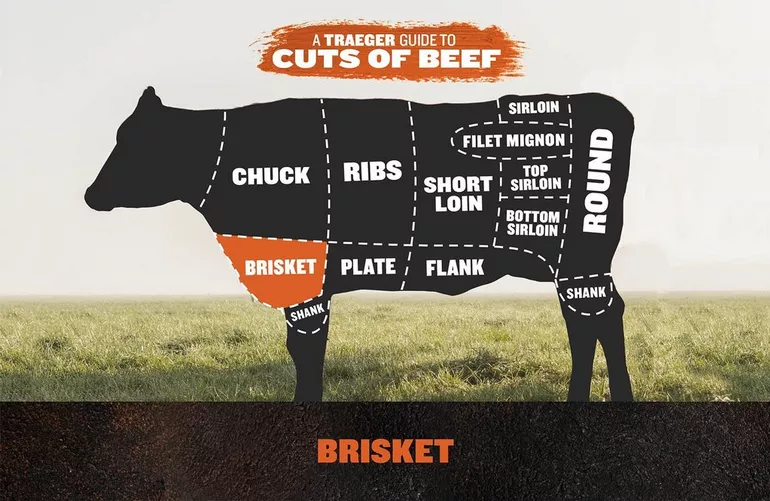 A TRAEGER GUIDE TO
CUTS OF BEEF
SIRLOIN
FILET MIGNON
CHUCK
RIBS
SHORT
LOIN
TOP
SIRLOIN
BOTTOM
SIRLOIN
ROUND
BRISKET
PLATE
FLANK
SHANK
SHANK
BRISKET